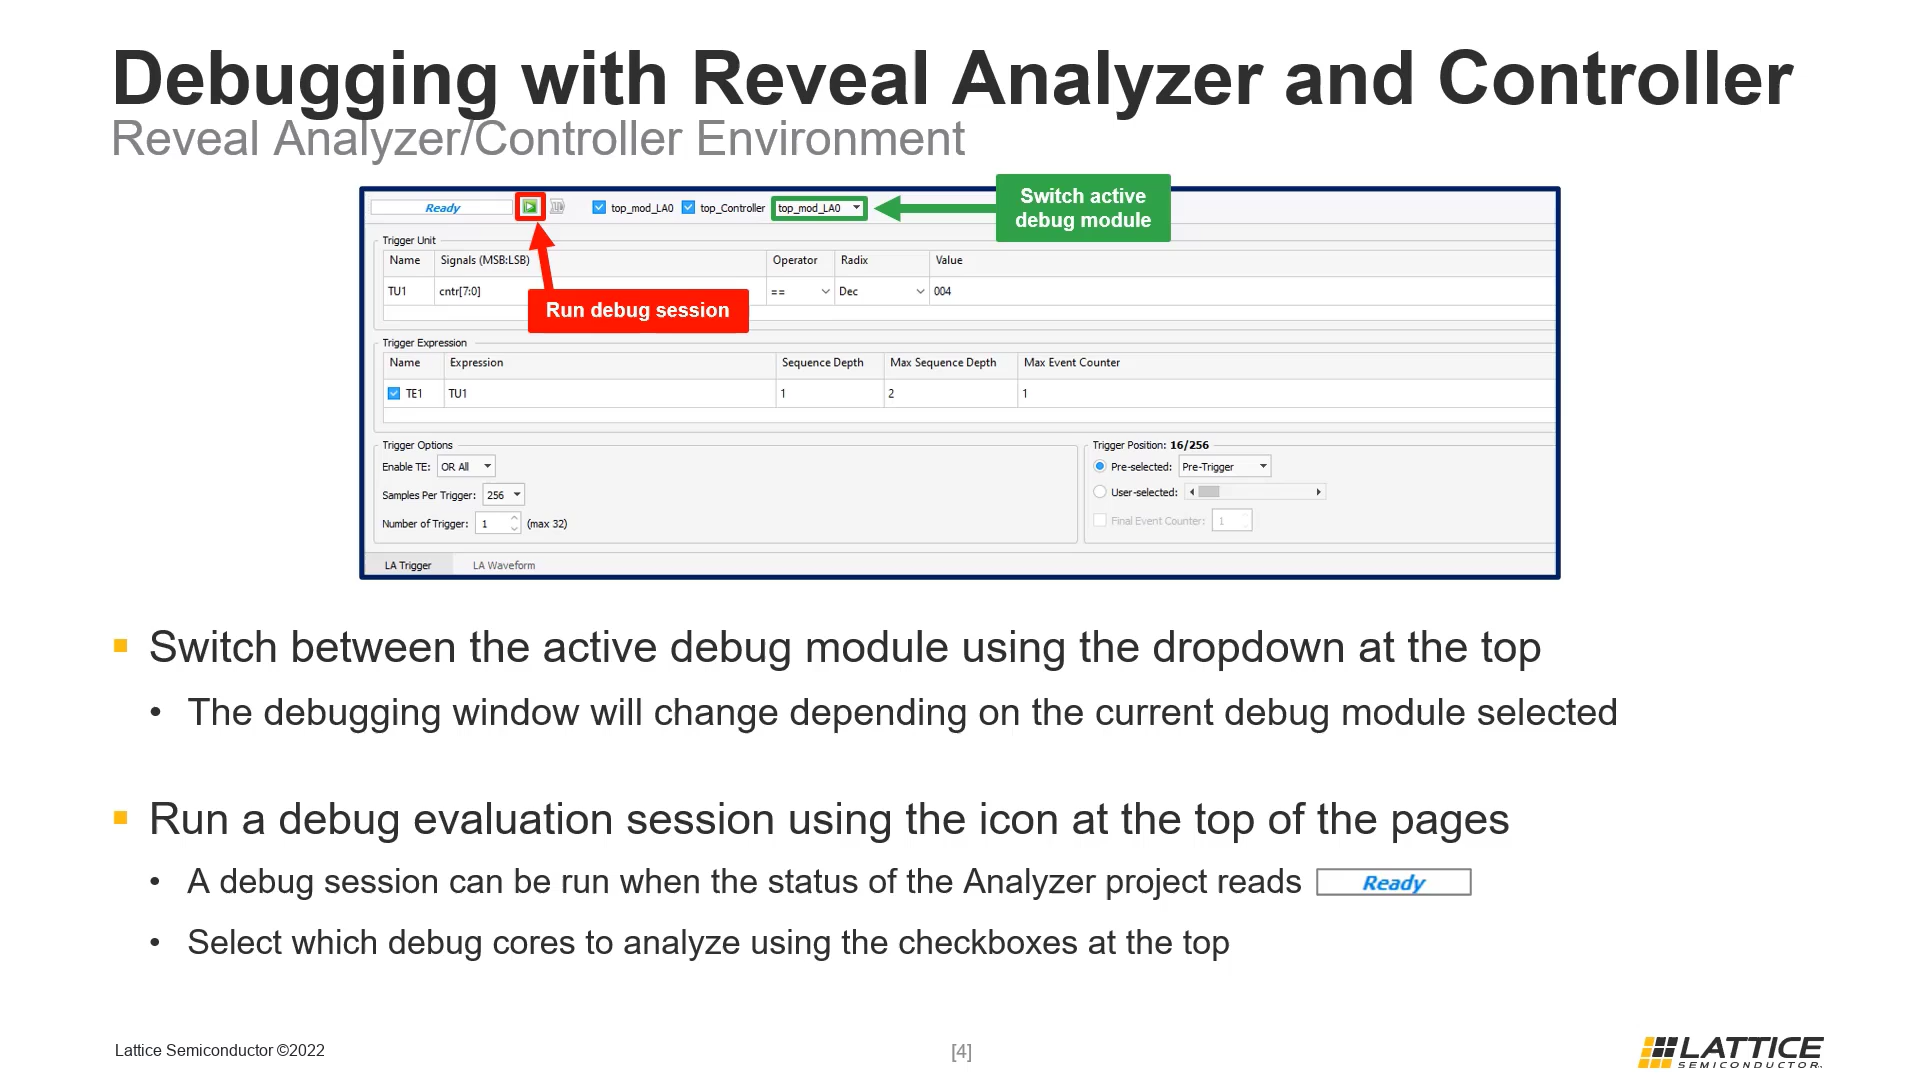 Debugging with Reveal Analyzer and Controller
Reveal Analyzer/Controller Environment
Ready top_mod_LA0 top_Controller top_mod_LA0
Switch active
debug module
Trigger Unit
Name Signals (MSB:LSB) Operator Radix Value
TU1 cntr[7:0] == Dec 004
Run debug session
Trigger Expression
Name Expression Sequence Depth Max Sequence Depth Max Event Counter
TE1 TU1 1 2 1
Trigger Options
Enable TE: OR All
Samples Per Trigger: 256
Number of Trigger: 1 (max 32)
Trigger Position: 16/256
Pre-selected: Pre-Trigger
User-selected:
Final Event Counter: 1
LA Trigger LA Waveform
Switch between the active debug module using the dropdown at the top
• The debugging window will change depending on the current debug module selected
Run a debug evaluation session using the icon at the top of the pages
• A debug session can be run when the status of the Analyzer project reads Ready
• Select which debug cores to analyze using the checkboxes at the top
Lattice Semiconductor ©2022
[4]
LATTICE
SEMICONDUCTOR